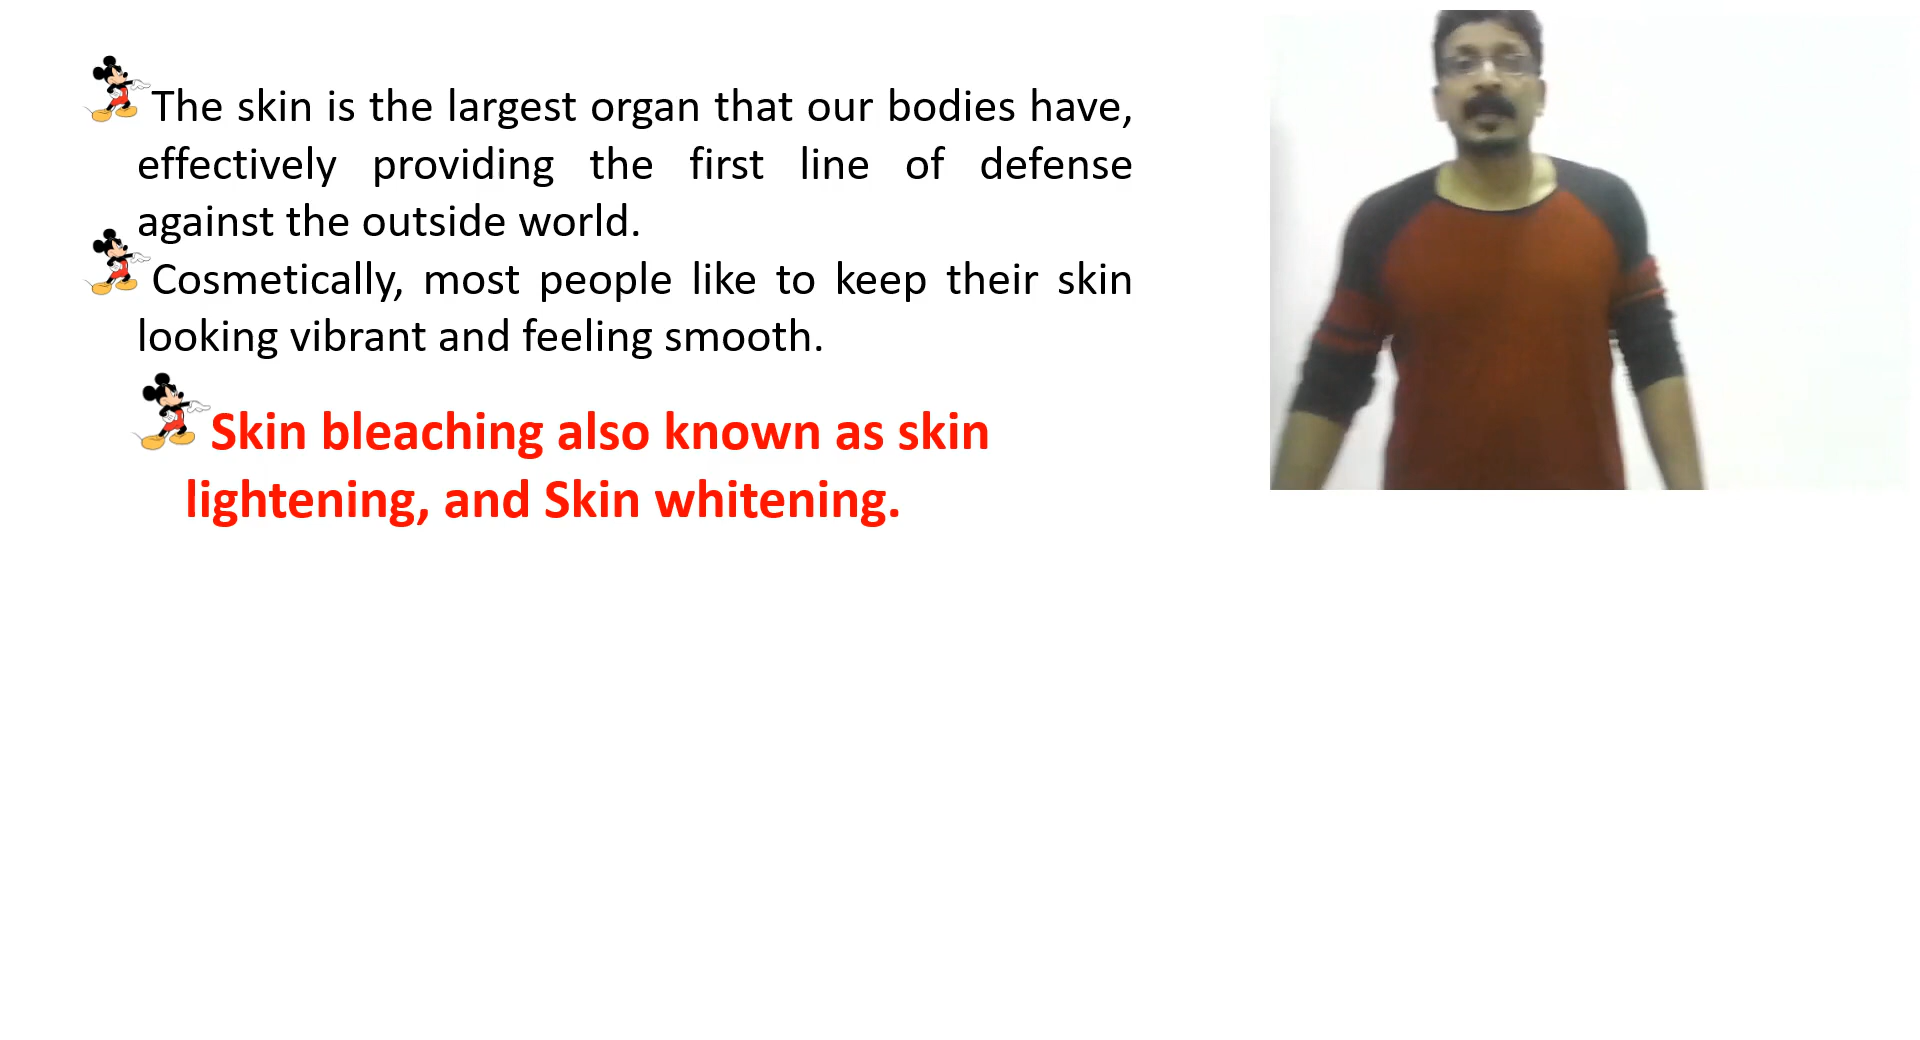 The skin is the largest organ that our bodies have,
effectively providing the first line of defense
against the outside world.
Cosmetically, most people like to keep their skin
looking vibrant and feeling smooth.
Skin bleaching also known as skin
lightening, and Skin whitening.